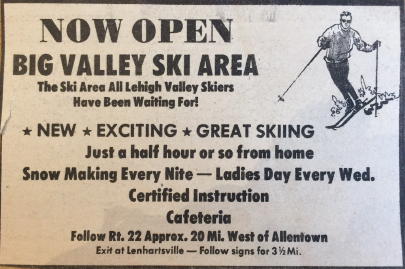 NOW OPEN
BIG VALLEY SKI AREA
The Ski Area All Lehigh Valley Skiers
Have Been Waiting For!
★ NEW ★ EXCITING ★ GREAT SKIING
Just a half hour or so from home
Snow Making Every Nite — Ladies Day Every Wed.
Certified Instruction
Cafeteria
Follow Rt. 22 Approx. 20 Mi. West of Allentown
Exit at Lenhartsville — Follow signs for 3½ Mi.